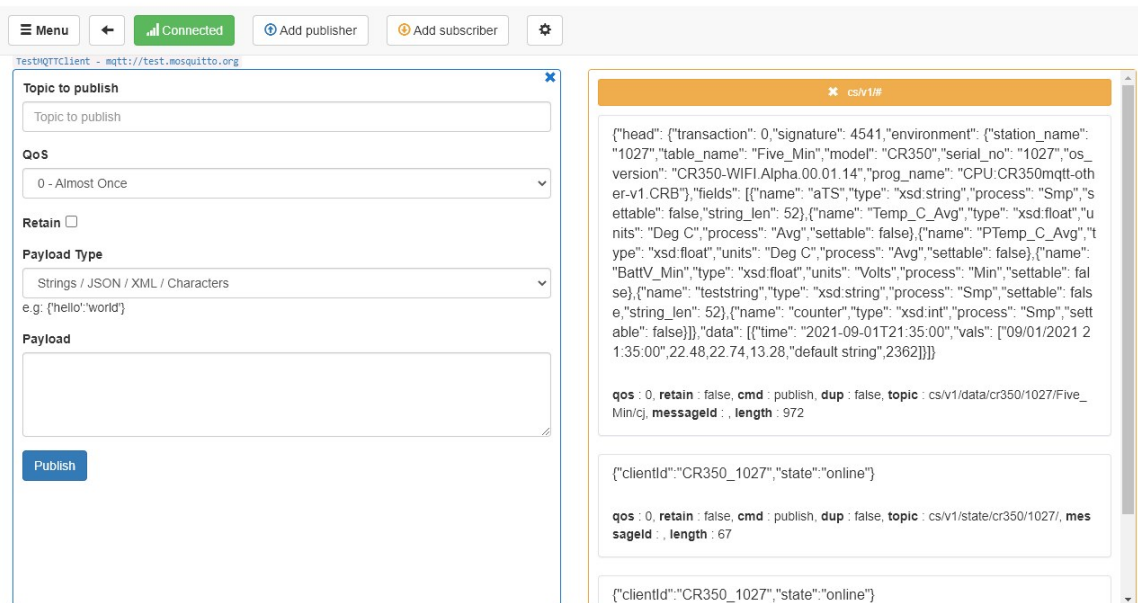 Menu Connected Add publisher Add subscriber
TestMQTTClient - mqtt://test.mosquitto.org
Topic to publish
Topic to publish
QoS
0 - Almost Once
Retain
Payload Type
Strings / JSON / XML / Characters
e.g: {'hello':'world'}
Payload
Publish
cs/v1/#
{"head": {"transaction": 0,"signature": 4541,"environment": {"station_name":
"1027","table_name": "Five_Min","model": "CR350","serial_no": "1027","os_
version": "CR350-WIFI.Alpha.00.01.14","prog_name": "CPU:CR350mqtt-oth
er-v1.CRB"},"fields": [{"name": "aTS","type": "xsd:string","process": "Smp","s
ettable": false,"string_len": 52},{"name": "Temp_C_Avg","type": "xsd:float","u
nits": "Deg C","process": "Avg","settable": false},{"name": "PTemp_C_Avg","t
ype": "xsd:float","units": "Deg C","process": "Avg","settable": false},{"name":
"BattV_Min","type": "xsd:float","units": "Volts","process": "Min","settable": fal
se},{"name": "teststring","type": "xsd:string","process": "Smp","settable": fals
e,"string_len": 52},{"name": "counter","type": "xsd:int","process": "Smp","sett
able": false}]},"data": [{"time": "2021-09-01T21:35:00","vals": ["09/01/2021 2
1:35:00",22.48,22.74,13.28,"default string",2362]}]}
qos : 0, retain : false, cmd : publish, dup : false, topic : cs/v1/data/cr350/1027/Five_
Min/cj, messageId : , length : 972
{"clientId":"CR350_1027","state":"online"}
qos : 0, retain : false, cmd : publish, dup : false, topic : cs/v1/state/cr350/1027/, mes
sageId : , length : 67
{"clientId":"CR350_1027","state":"online"}